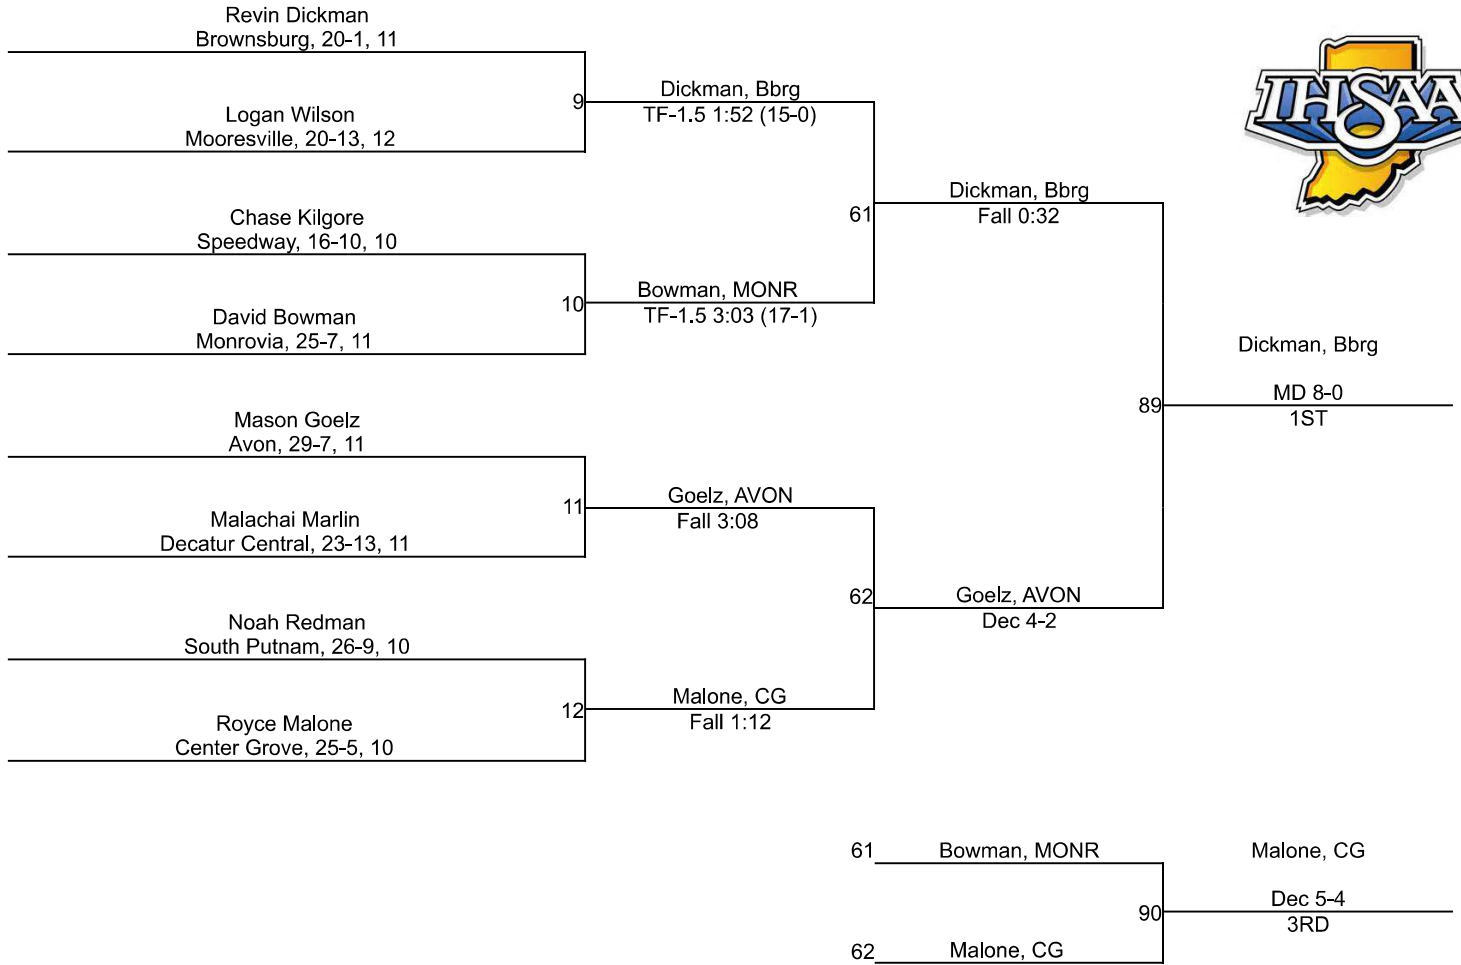 Revin Dickman
Brownsburg, 20-1, 11
Logan Wilson
Mooresville, 20-13, 12
Chase Kilgore
Speedway, 16-10, 10
David Bowman
Monrovia, 25-7, 11
Mason Goelz
Avon, 29-7, 11
Malachai Marlin
Decatur Central, 23-13, 11
Noah Redman
South Putnam, 26-9, 10
Royce Malone
Center Grove, 25-5, 10
9
Dickman, Bbrg
TF-1.5 1:52 (15-0)
10
Bowman, MONR
TF-1.5 3:03 (17-1)
11
Goelz, AVON
Fall 3:08
12
Malone, CG
Fall 1:12
61
Dickman, Bbrg
Fall 0:32
62
Goelz, AVON
Dec 4-2
89
Dickman, Bbrg
MD 8-0
1ST
IHSAA
61
Bowman, MONR
62
Malone, CG
90
Malone, CG
Dec 5-4
3RD